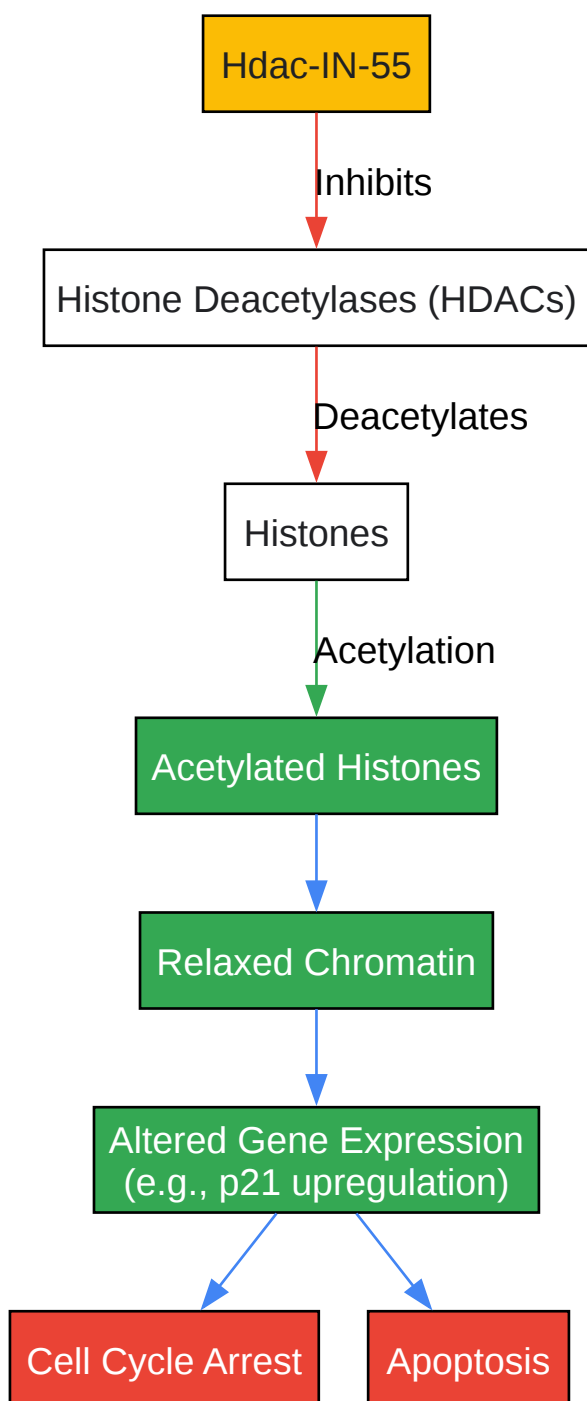 Hdac-IN-55
Inhibits
Histone Deacetylases (HDACs)
Deacetylates
Histones
Acetylation
Acetylated Histones
Relaxed Chromatin
Altered Gene Expression
(e.g., p21 upregulation)
Cell Cycle Arrest
Apoptosis